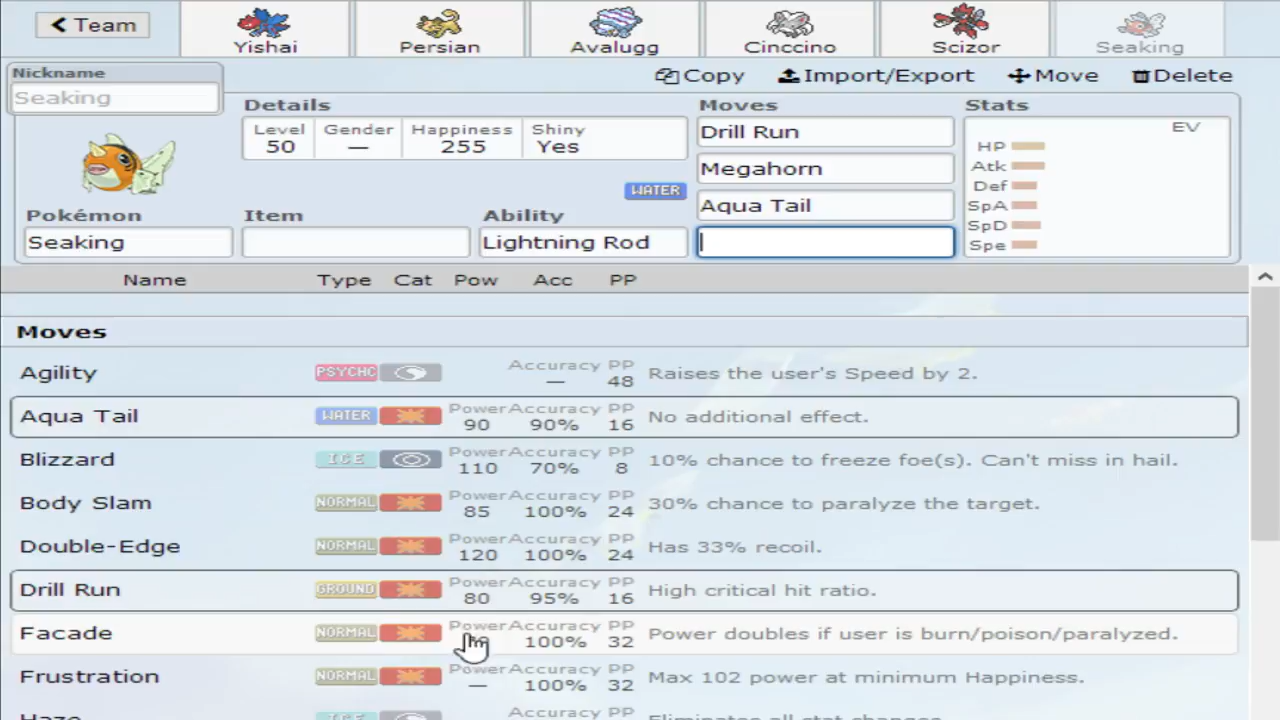 Team
Yishai
Persian
Avalugg
Cinccino
Scizor
Seaking
Copy
Import/Export
Move
Delete
Nickname
Seaking
Details
Level
50
Gender
—
Happiness
255
Shiny
Yes
WATER
Pokémon
Seaking
Item
Ability
Lightning Rod
Moves
Drill Run
Megahorn
Aqua Tail
Stats
EV
HP
Atk
Def
SpA
SpD
Spe
Name Type Cat Pow Acc PP
Moves
Agility PSYCHC Accuracy — PP 48 Raises the user's Speed by 2.
Aqua Tail WATER Power 90 Accuracy 90% PP 16 No additional effect.
Blizzard ICE Power 110 Accuracy 70% PP 8 10% chance to freeze foe(s). Can't miss in hail.
Body Slam NORMAL Power 85 Accuracy 100% PP 24 30% chance to paralyze the target.
Double-Edge NORMAL Power 120 Accuracy 100% PP 24 Has 33% recoil.
Drill Run GROUND Power 80 Accuracy 95% PP 16 High critical hit ratio.
Facade NORMAL Power Accuracy 100% PP 32 Power doubles if user is burn/poison/paralyzed.
Frustration NORMAL Power — Accuracy 100% PP 32 Max 102 power at minimum Happiness.
Haze ICE Accuracy PP Eliminates all stat changes.